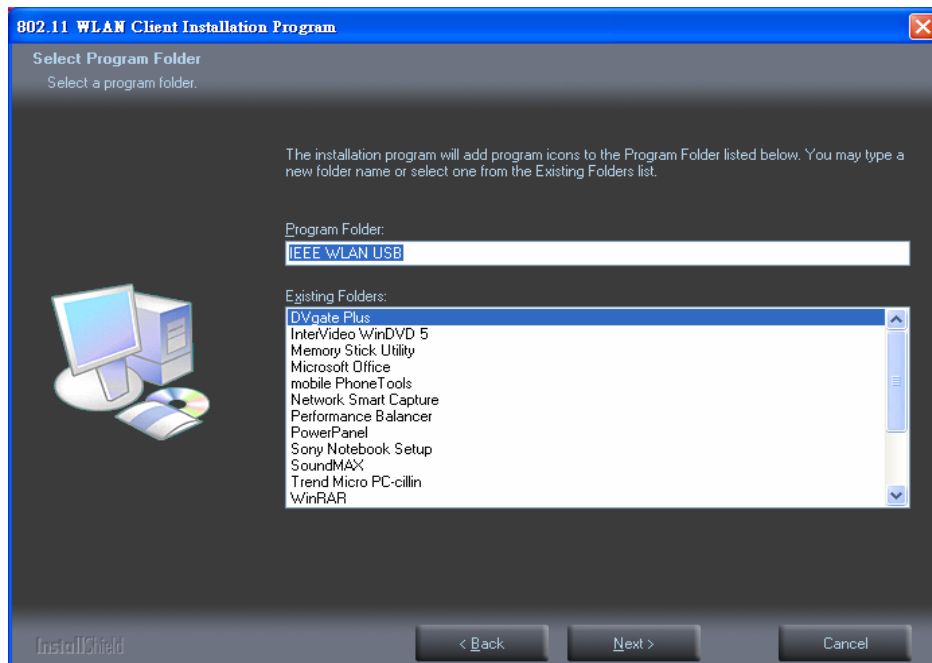 802.11 WLAN Client Installation Program
Select Program Folder
Select a program folder.
The installation program will add program icons to the Program Folder listed below. You may type a
new folder name or select one from the Existing Folders list.
Program Folder:
IEEE WLAN USB
Existing Folders:
DVgate Plus
InterVideo WinDVD 5
Memory Stick Utility
Microsoft Office
mobile PhoneTools
Network Smart Capture
Performance Balancer
PowerPanel
Sony Notebook Setup
SoundMAX
Trend Micro PC-cillin
WinRAR
InstallShield
< Back
Next >
Cancel